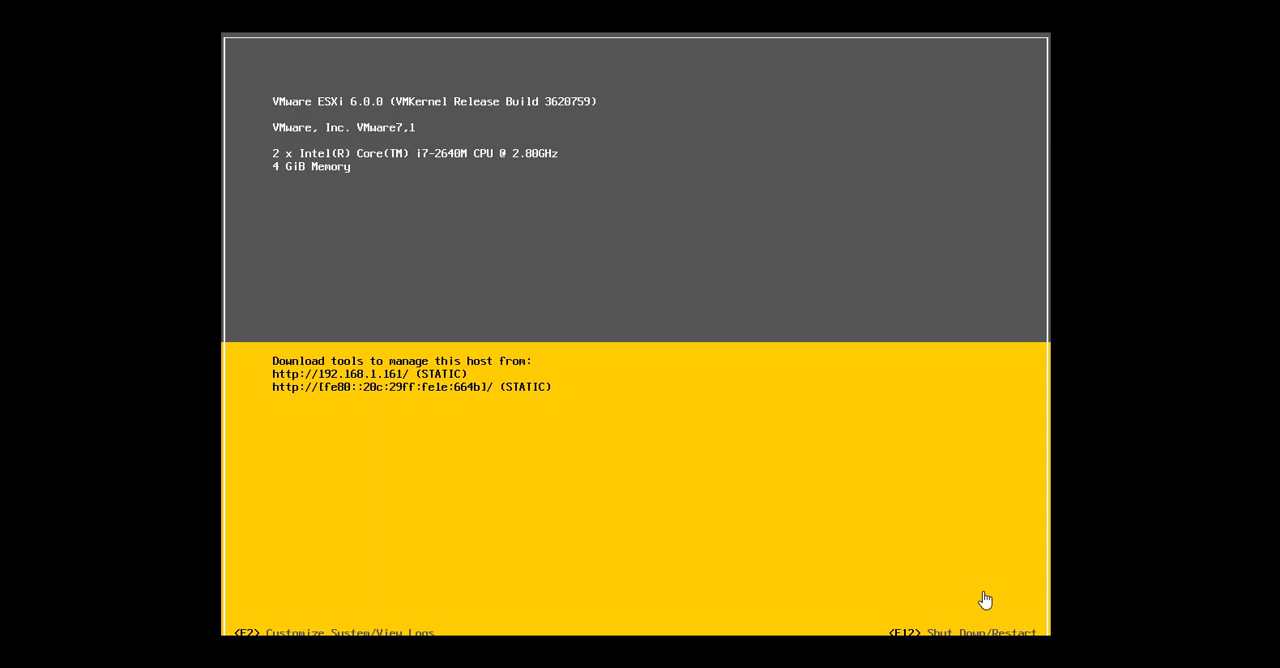 VMware ESXi 6.0.0 (VMKernel Release Build 3620759)
VMware, Inc. VMware7,1
2 x Intel(R) Core(TM) i7-2640M CPU @ 2.80GHz
4 GiB Memory
Download tools to manage this host from:
http://192.168.1.161/ (STATIC)
http://[fe80::20c:29ff:fe1e:664b]/ (STATIC)
<F2> Customize System/View Logs
<F12> Shut Down/Restart